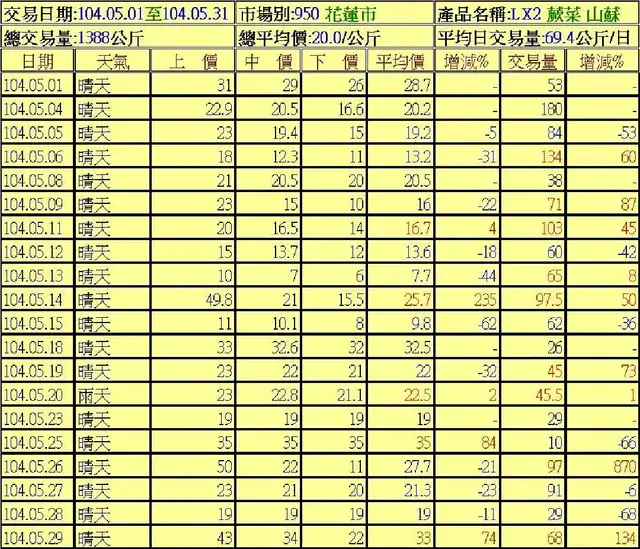 交易日期:104.05.01至104.05.31 市場別:950 花蓮市 產品名稱:LX2 蕨菜 山蘇
總交易量:1388公斤 總平均價:20.0/公斤 平均日交易量:69.4公斤/日
日期 天氣 上 價 中 價 下 價 平均價 增減% 交易量 增減%
104.05.01 晴天 31 29 26 28.7 - 53 -
104.05.04 晴天 22.9 20.5 16.6 20.2 - 180 -
104.05.05 晴天 23 19.4 15 19.2 -5 84 -53
104.05.06 晴天 18 12.3 11 13.2 -31 134 60
104.05.08 晴天 21 20.5 20 20.5 - 38 -
104.05.09 晴天 23 15 10 16 -22 71 87
104.05.11 晴天 20 16.5 14 16.7 4 103 45
104.05.12 晴天 15 13.7 12 13.6 -18 60 -42
104.05.13 晴天 10 7 6 7.7 -44 65 8
104.05.14 晴天 49.8 21 15.5 25.7 235 97.5 50
104.05.15 晴天 11 10.1 8 9.8 -62 62 -36
104.05.18 晴天 33 32.6 32 32.5 - 26 -
104.05.19 晴天 23 22 21 22 -32 45 73
104.05.20 雨天 23 22.8 21.1 22.5 2 45.5 1
104.05.23 晴天 19 19 19 19 - 29 -
104.05.25 晴天 35 35 35 35 84 10 -66
104.05.26 晴天 50 22 11 27.7 -21 97 870
104.05.27 晴天 23 21 20 21.3 -23 91 -6
104.05.28 晴天 19 19 19 19 -11 29 -68
104.05.29 晴天 43 34 22 33 74 68 134